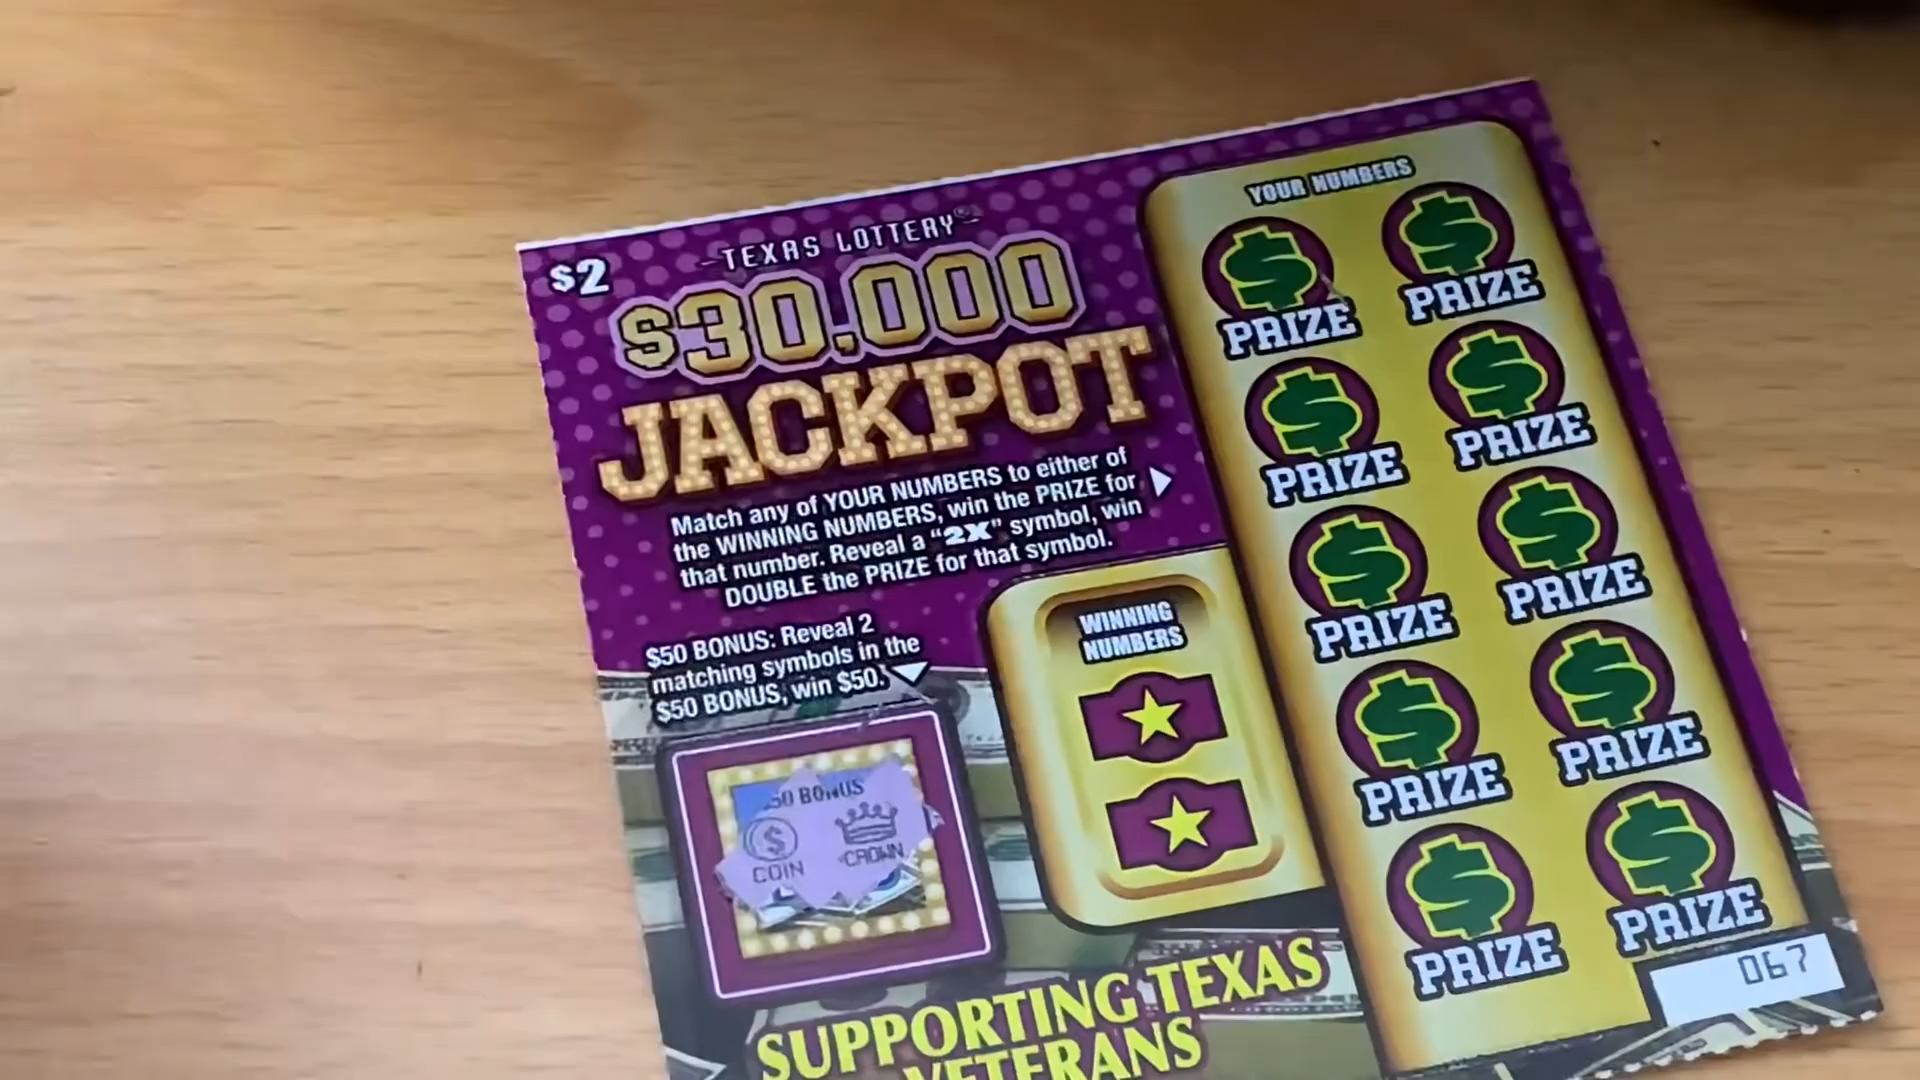 $2
TEXAS LOTTERY®
$30,000
JACKPOT
Match any of YOUR NUMBERS to either of
the WINNING NUMBERS, win the PRIZE for
that number. Reveal a "2X" symbol, win
DOUBLE the PRIZE for that symbol.
$50 BONUS: Reveal 2
matching symbols in the
$50 BONUS, win $50!
50 BONUS
$
COIN
CROWN
WINNING
NUMBERS
YOUR NUMBERS
$ $
PRIZE PRIZE
$ $
PRIZE PRIZE
$ $
PRIZE PRIZE
$ $
PRIZE PRIZE
$ $
PRIZE PRIZE
067
SUPPORTING TEXAS
VETERANS